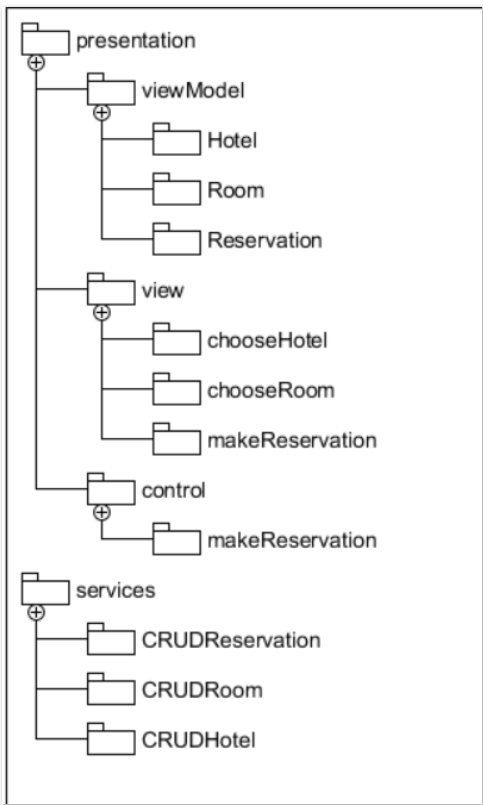 presentation
viewModel
Hotel
Room
Reservation
view
chooseHotel
chooseRoom
makeReservation
control
makeReservation
services
CRUDReservation
CRUDRoom
CRUDHotel